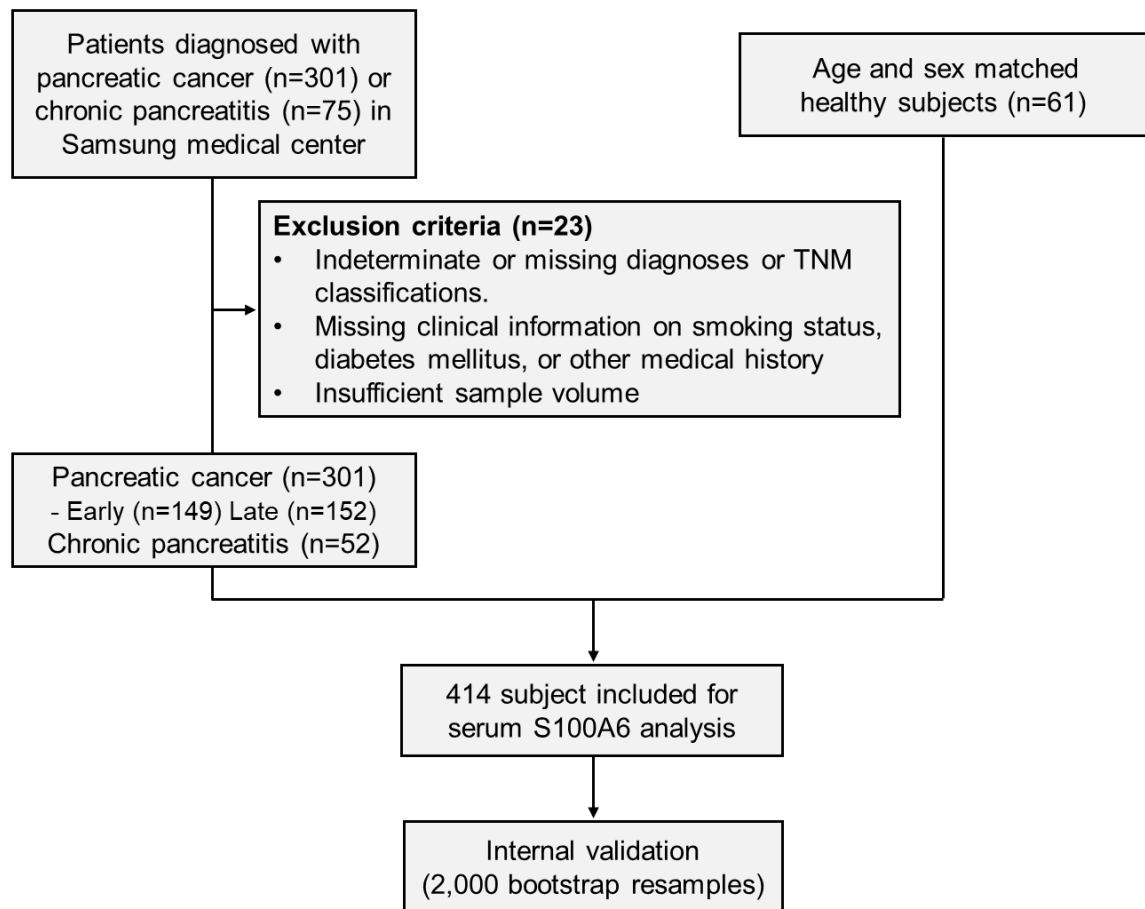 Patients diagnosed with
pancreatic cancer (n=301) or
chronic pancreatitis (n=75) in
Samsung medical center
Age and sex matched
healthy subjects (n=61)
Exclusion criteria (n=23)
• Indeterminate or missing diagnoses or TNM
classifications.
• Missing clinical information on smoking status,
diabetes mellitus, or other medical history
• Insufficient sample volume
Pancreatic cancer (n=301)
- Early (n=149) Late (n=152)
Chronic pancreatitis (n=52)
414 subject included for
serum S100A6 analysis
Internal validation
(2,000 bootstrap resamples)